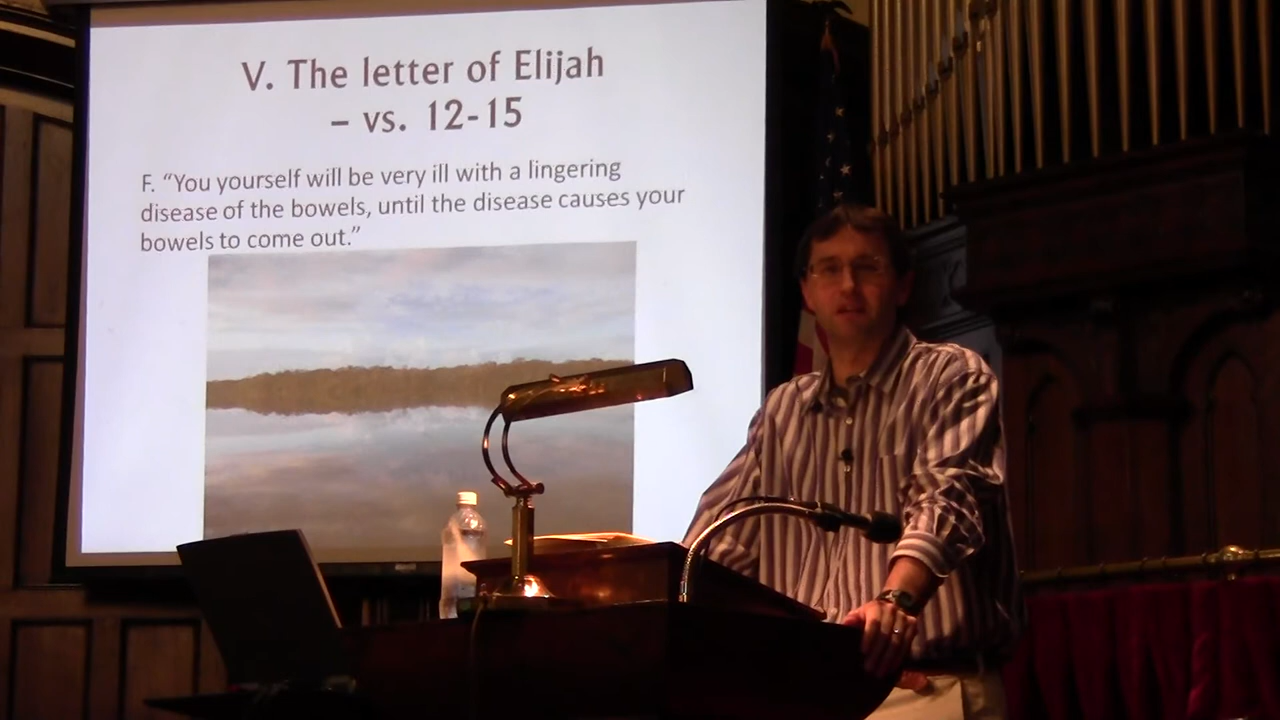 V. The letter of Elijah
– vs. 12-15
F. “You yourself will be very ill with a lingering
disease of the bowels, until the disease causes your
bowels to come out.”